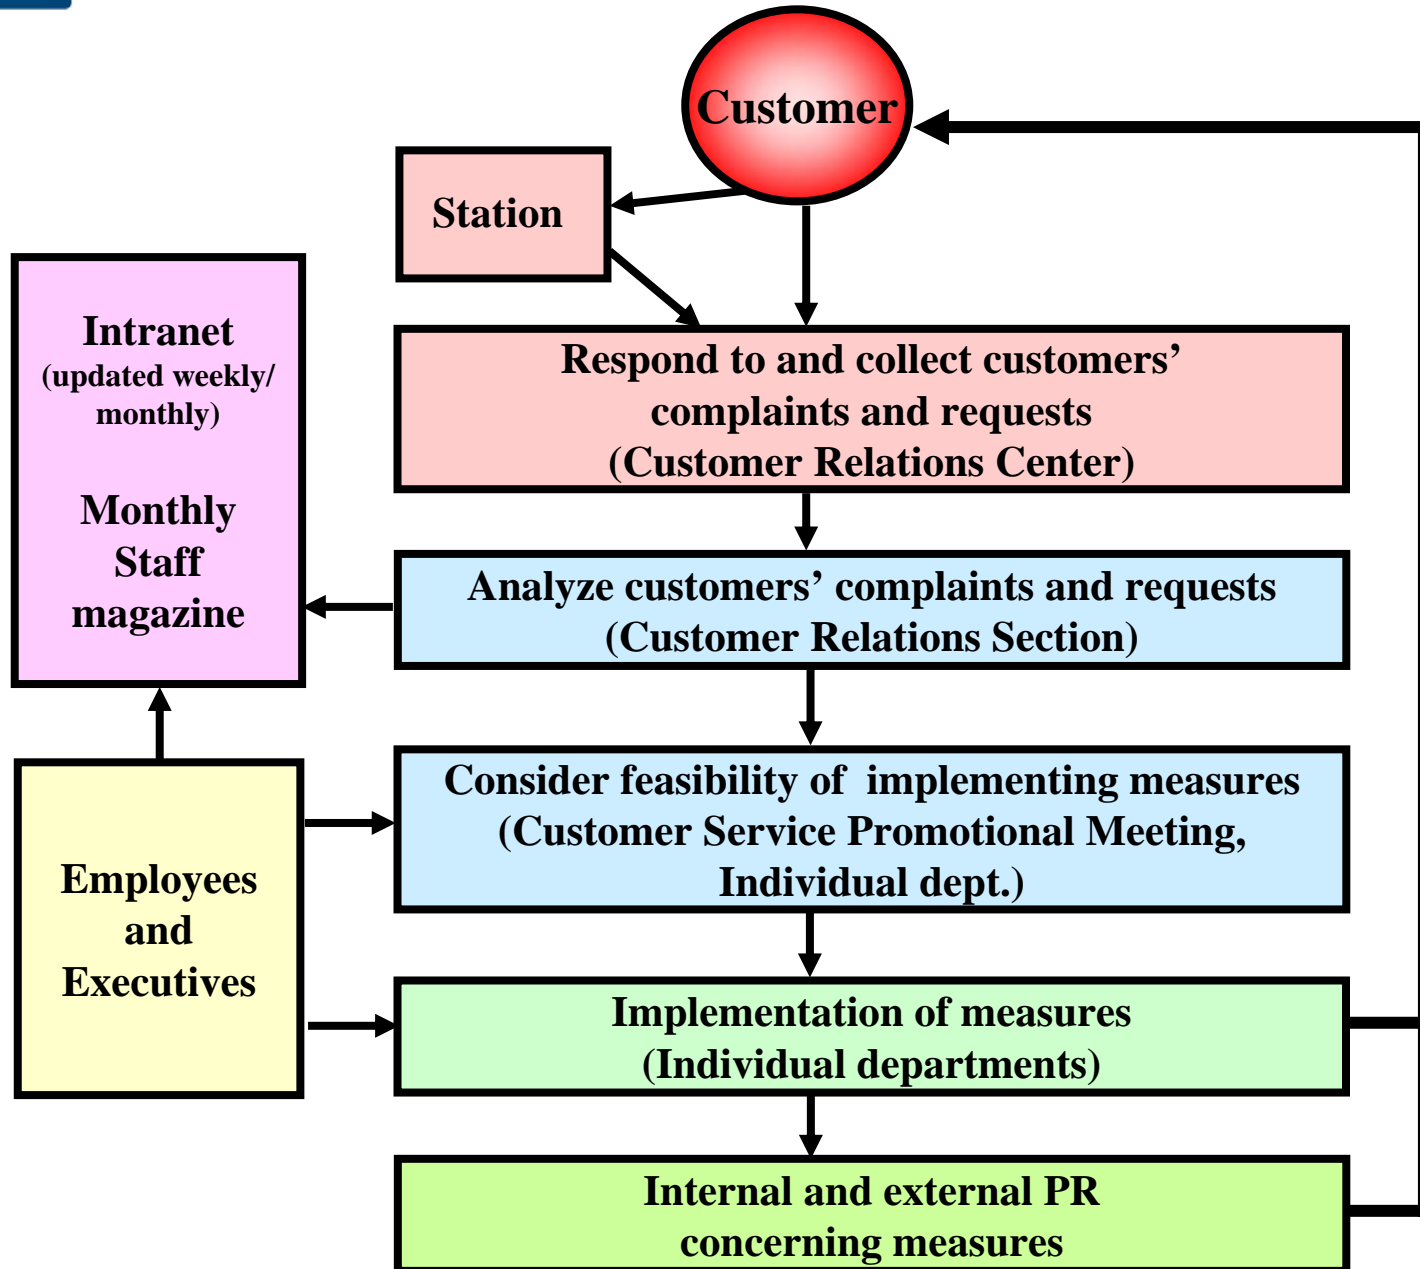 Customer
Station
Intranet
(updated weekly/
monthly)
Monthly
Staff
magazine
Respond to and collect customers’
complaints and requests
(Customer Relations Center)
Analyze customers’ complaints and requests
(Customer Relations Section)
Consider feasibility of  implementing measures
(Customer Service Promotional Meeting,
Individual dept.)
Employees
and
Executives
Implementation of measures
(Individual departments)
Internal and external PR
concerning measures